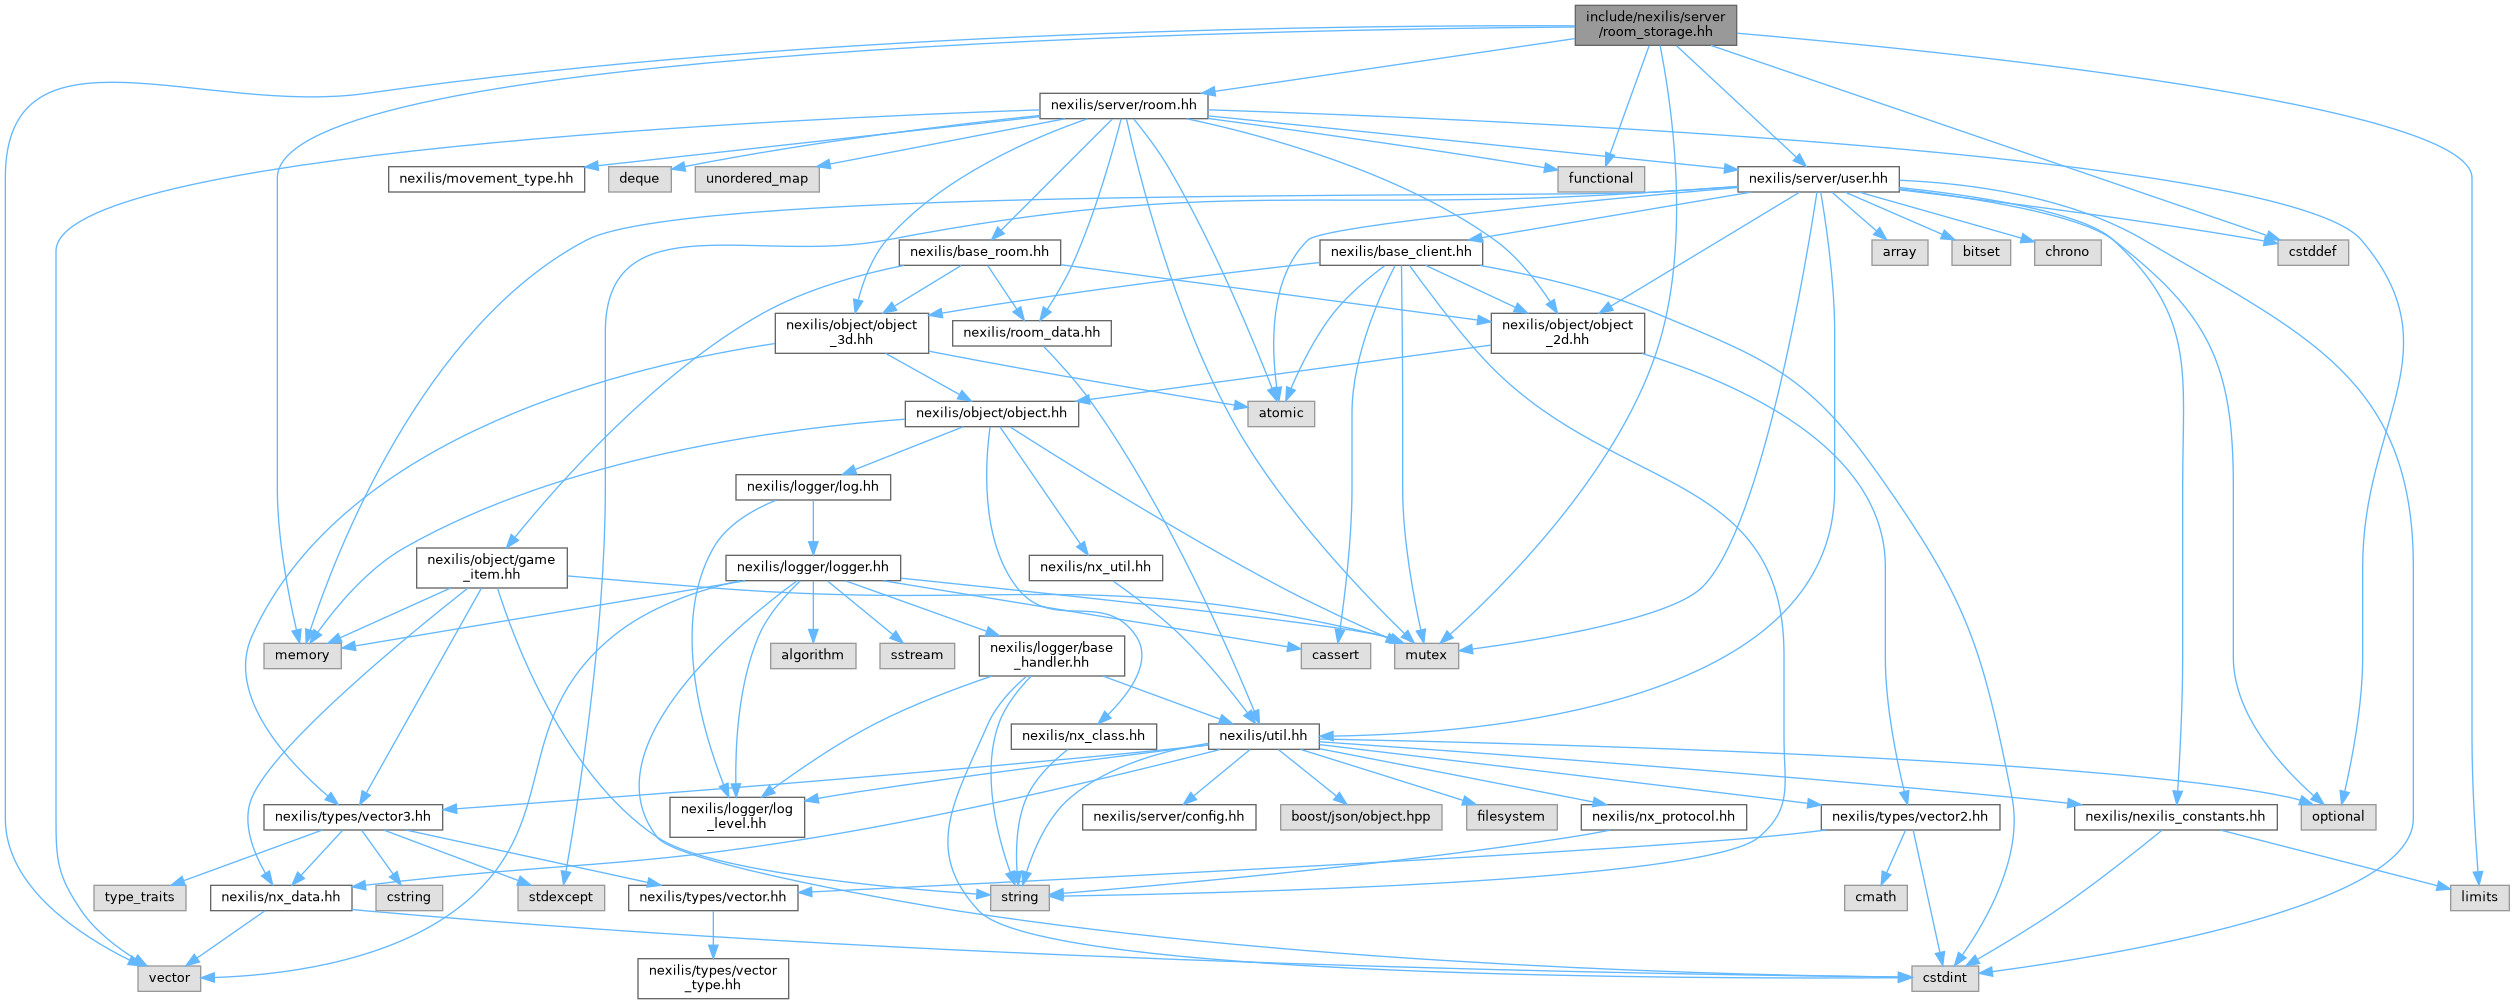 include/nexilis/server
/room_storage.hh
nexilis/server/room.hh
nexilis/movement_type.hh
deque
unordered_map
functional
nexilis/server/user.hh
nexilis/base_room.hh
nexilis/base_client.hh
array
bitset
chrono
cstddef
nexilis/object/object
_3d.hh
nexilis/room_data.hh
nexilis/object/object
_2d.hh
nexilis/object/object.hh
atomic
nexilis/logger/log.hh
nexilis/object/game
_item.hh
nexilis/logger/logger.hh
nexilis/nx_util.hh
memory
algorithm
sstream
nexilis/logger/base
_handler.hh
cassert
mutex
nexilis/nx_class.hh
nexilis/util.hh
nexilis/types/vector3.hh
nexilis/logger/log
_level.hh
nexilis/server/config.hh
boost/json/object.hpp
filesystem
nexilis/nx_protocol.hh
nexilis/types/vector2.hh
nexilis/nexilis_constants.hh
optional
type_traits
nexilis/nx_data.hh
cstring
stdexcept
nexilis/types/vector.hh
string
cmath
limits
vector
nexilis/types/vector
_type.hh
cstdint